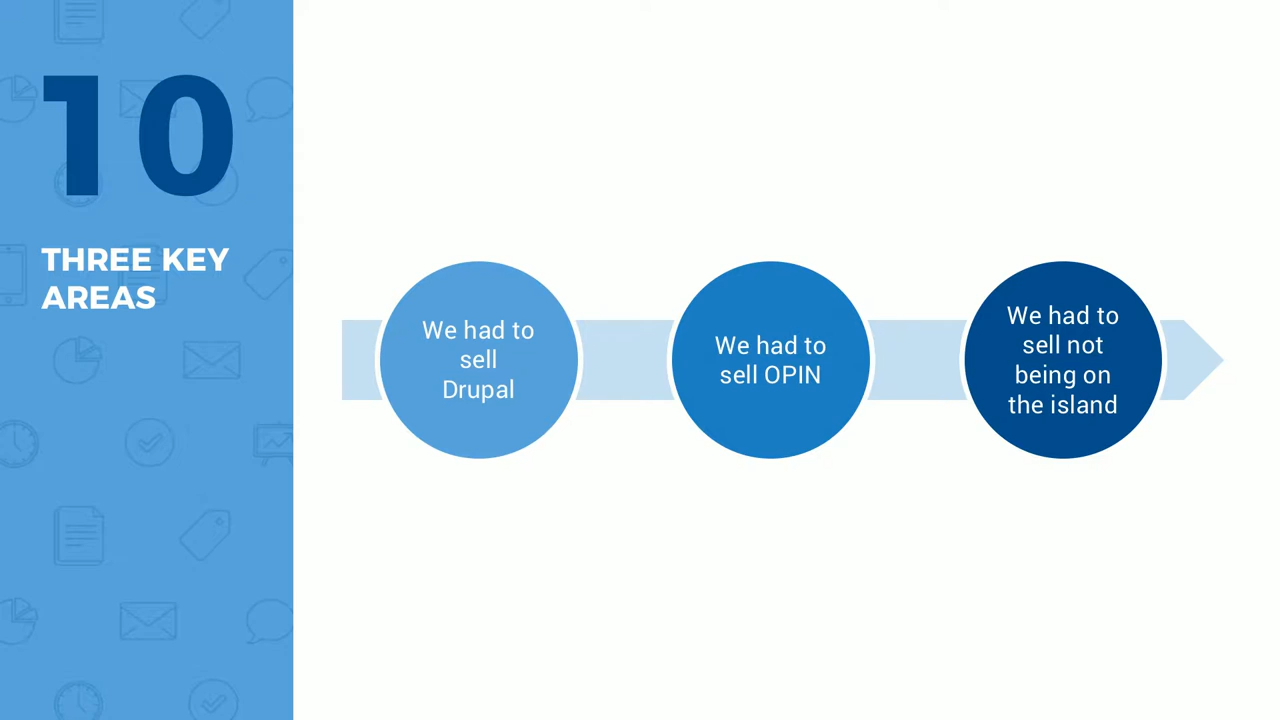 10
THREE KEY
AREAS
We had to
sell
Drupal
We had to
sell OPIN
We had to
sell not
being on
the island